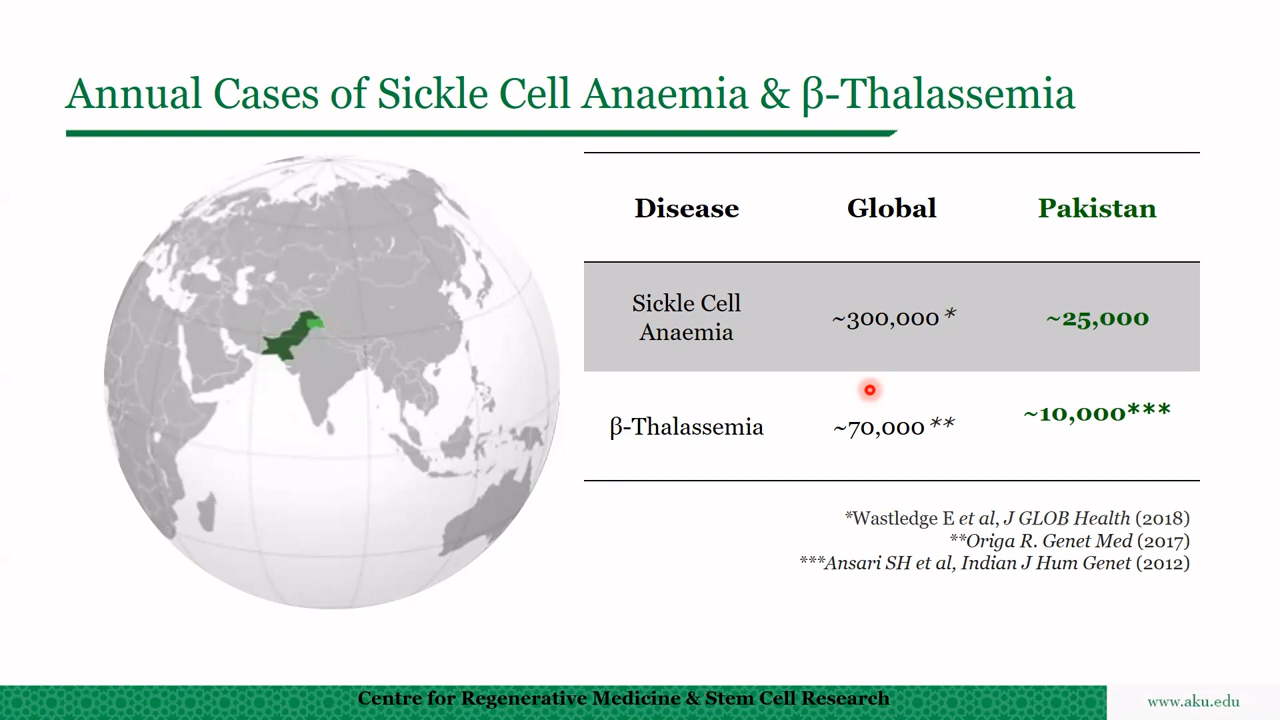 Annual Cases of Sickle Cell Anaemia & β-Thalassemia
Disease Global Pakistan
Sickle Cell
Anaemia ~300,000* ~25,000
β-Thalassemia ~70,000** ~10,000***
*Wastledge E et al, J GLOB Health (2018)
**Origa R. Genet Med (2017)
***Ansari SH et al, Indian J Hum Genet (2012)
Centre for Regenerative Medicine & Stem Cell Research
www.aku.edu